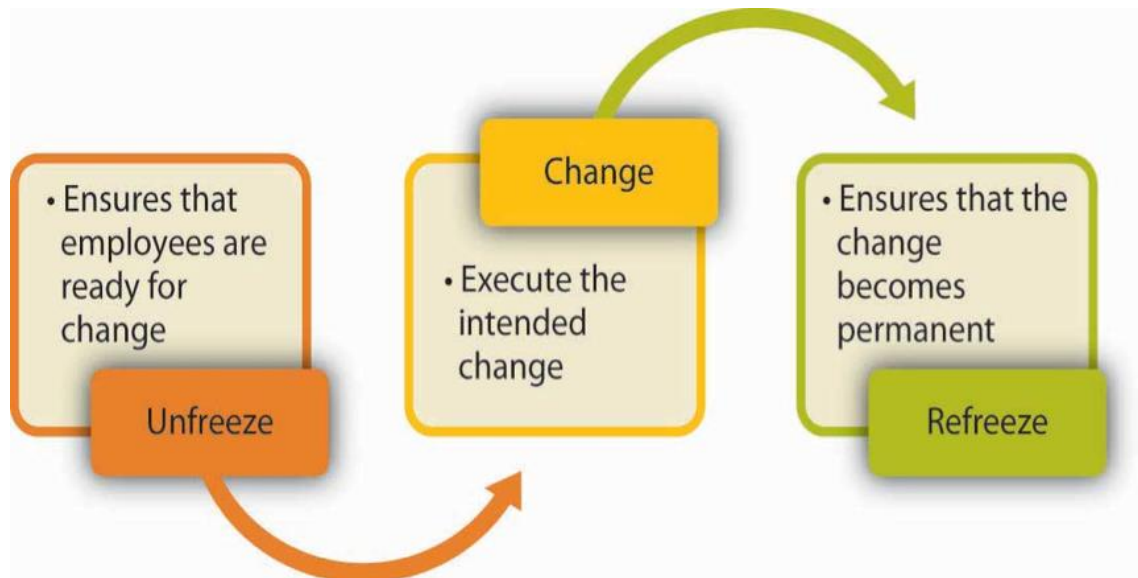 • Ensures that
employees are
ready for
change
Unfreeze
Change
• Execute the
intended
change
• Ensures that the
change
becomes
permanent
Refreeze